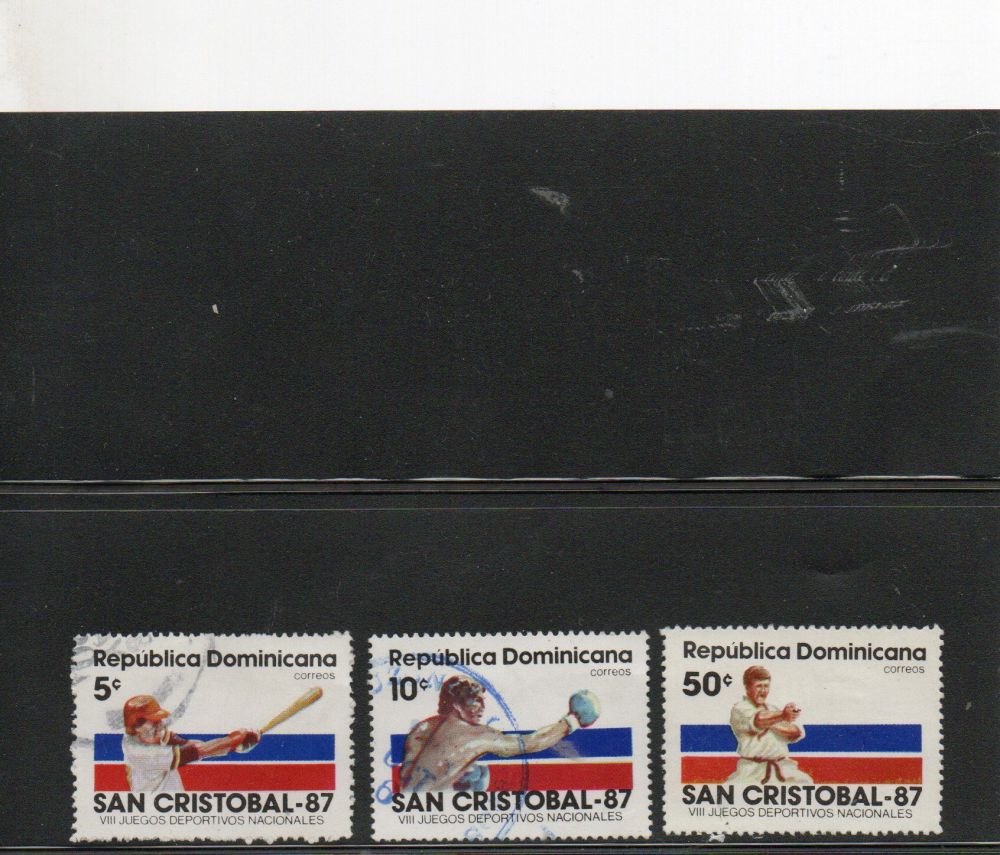 República Dominicana
correos
5¢
SAN CRISTOBAL-87
VIII JUEGOS DEPORTIVOS NACIONALES
República Dominicana
correos
10¢
SAN CRISTOBAL-87
VIII JUEGOS DEPORTIVOS NACIONALES
República Dominicana
correos
50¢
SAN CRISTOBAL-87
VIII JUEGOS DEPORTIVOS NACIONALES